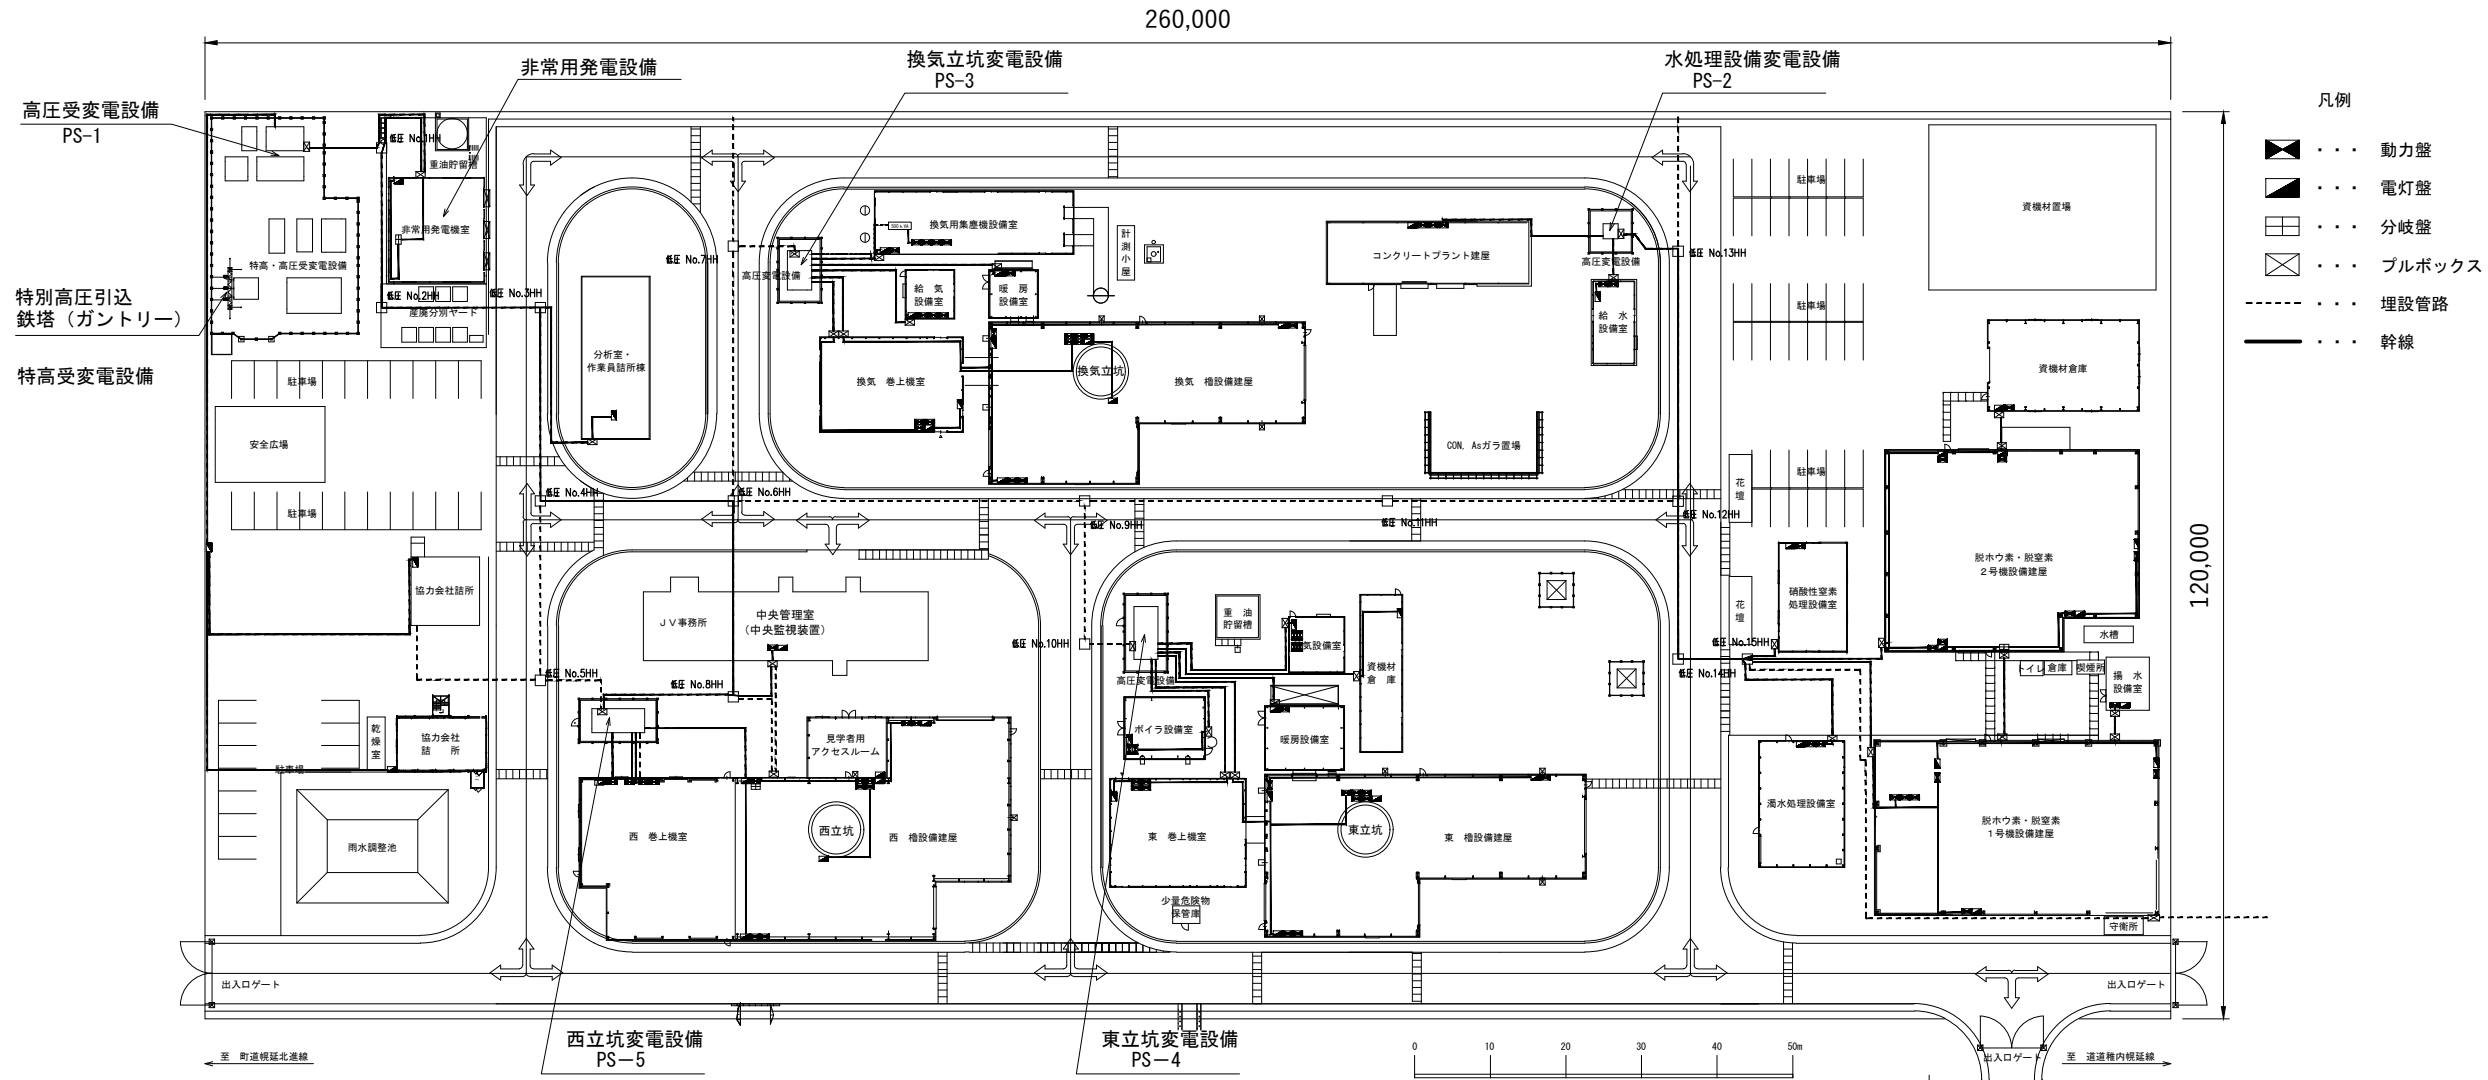 260,000
非常用発電設備
換気立坑変電設備
PS-3
水処理設備変電設備
PS-2
高圧受変電設備
PS-1
凡例
動力盤
電灯盤
分岐盤
プルボックス
埋設管路
幹線
低圧 No.1HH
重油貯留槽
非常用発電機室
特高・高圧受変電設備
特別高圧引込
鉄塔（ガントリー）
特高受変電設備
低圧 No.2HH
低圧 No.3HH
産廃分別ヤード
低圧 No.7HH
高圧変電設備
換気用集塵機設備室
計測小屋
給 気
設備室
暖 房
設備室
コンクリートプラント建屋
高圧変電設備
低圧 No.13HH
給 水
設備室
駐車場
駐車場
資機材置場
資機材倉庫
駐車場
安全広場
駐車場
分析室・
作業員詰所棟
換気 巻上機室
換気立坑
換気 櫓設備建屋
CON, Asガラ置場
花壇
駐車場
低圧 No.4HH
低圧 No.6HH
低圧 No.9HH
低圧 No.11HH
低圧 No.12HH
120,000
脱ホウ素・脱窒素
２号機設備建屋
硝酸性窒素
処理設備室
花壇
協力会社詰所
ＪＶ事務所
中央管理室
（中央監視装置）
低圧 No.10HH
重 油
貯留槽
気設備室
資機材
倉 庫
低圧 No.15HH
低圧 No.14HH
水槽
トイレ
倉庫
喫煙所
揚 水
設備室
低圧 No.5HH
低圧 No.8HH
高圧変電設備
ボイラ設備室
暖房設備室
乾燥室
協力会社
詰 所
駐車場
見学者用
アクセスルーム
西 巻上機室
西立坑
西 櫓設備建屋
東 巻上機室
東立坑
東 櫓設備建屋
濁水処理設備室
脱ホウ素・脱窒素
１号機設備建屋
雨水調整池
少量危険物
保管庫
守衛所
出入口ゲート
出入口ゲート
西立坑変電設備
PS－5
東立坑変電設備
PS－4
0 10 20 30 40 50m
至 町道幌延北進線
出入口ゲート
至 道道稚内幌延線